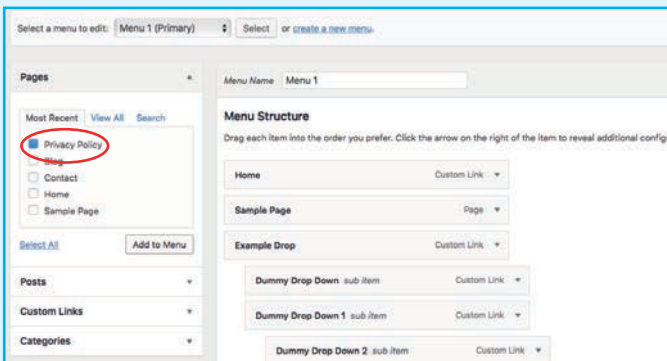 Select a menu to edit: Menu 1 (Primary) Select or create a new menu.
Pages
Most Recent View All Search
Privacy Policy
Blog
Contact
Home
Sample Page
Select All Add to Menu
Posts
Custom Links
Categories
Menu Name Menu 1
Menu Structure
Drag each item into the order you prefer. Click the arrow on the right of the item to reveal additional config
Home Custom Link
Sample Page Page
Example Drop Custom Link
Dummy Drop Down sub item Custom Link
Dummy Drop Down 1 sub item Custom Link
Dummy Drop Down 2 sub item Custom Link